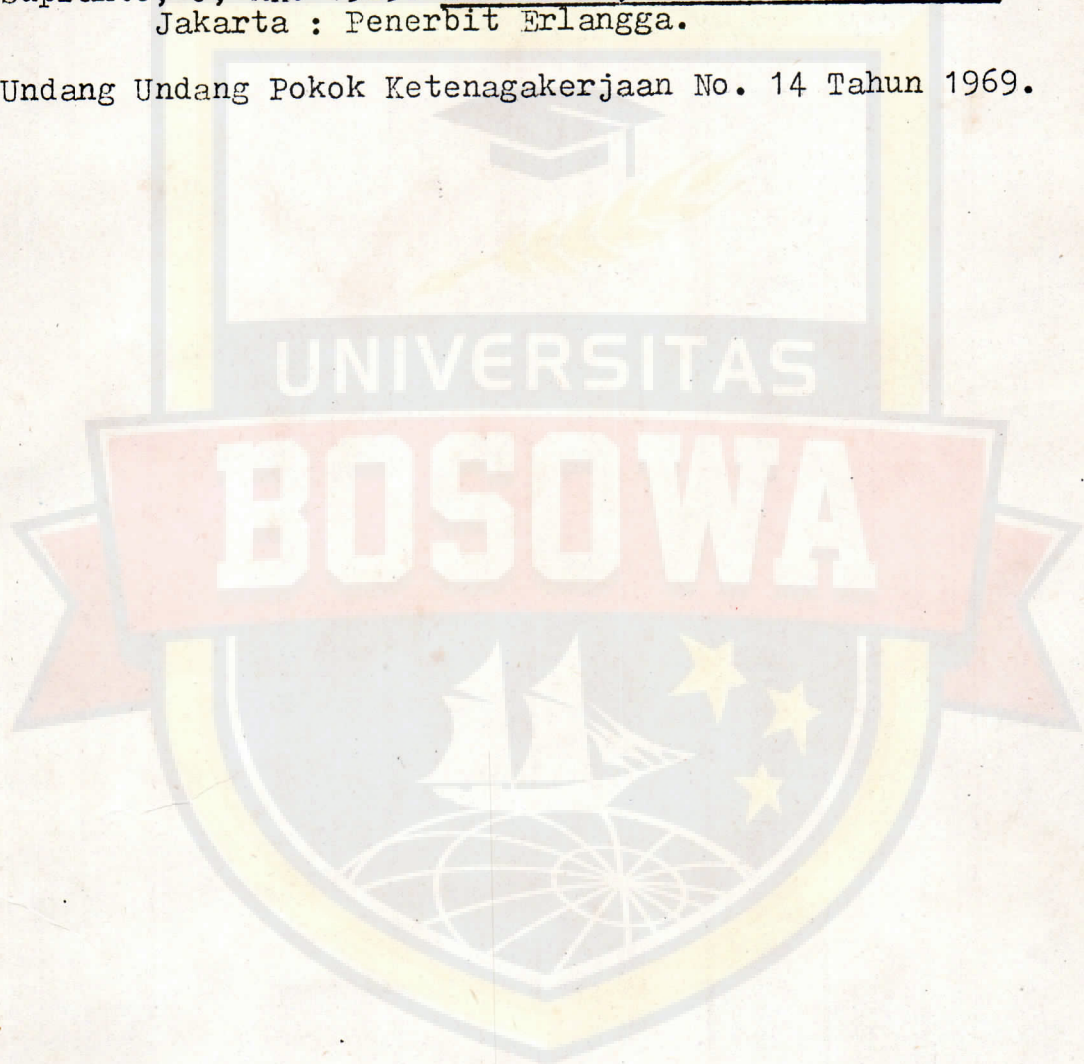 Jakarta : Penerbit Erlangga.
Undang Undang Pokok Ketenagakerjaan No. 14 Tahun 1969.
UNIVERSITAS
BOSOWA